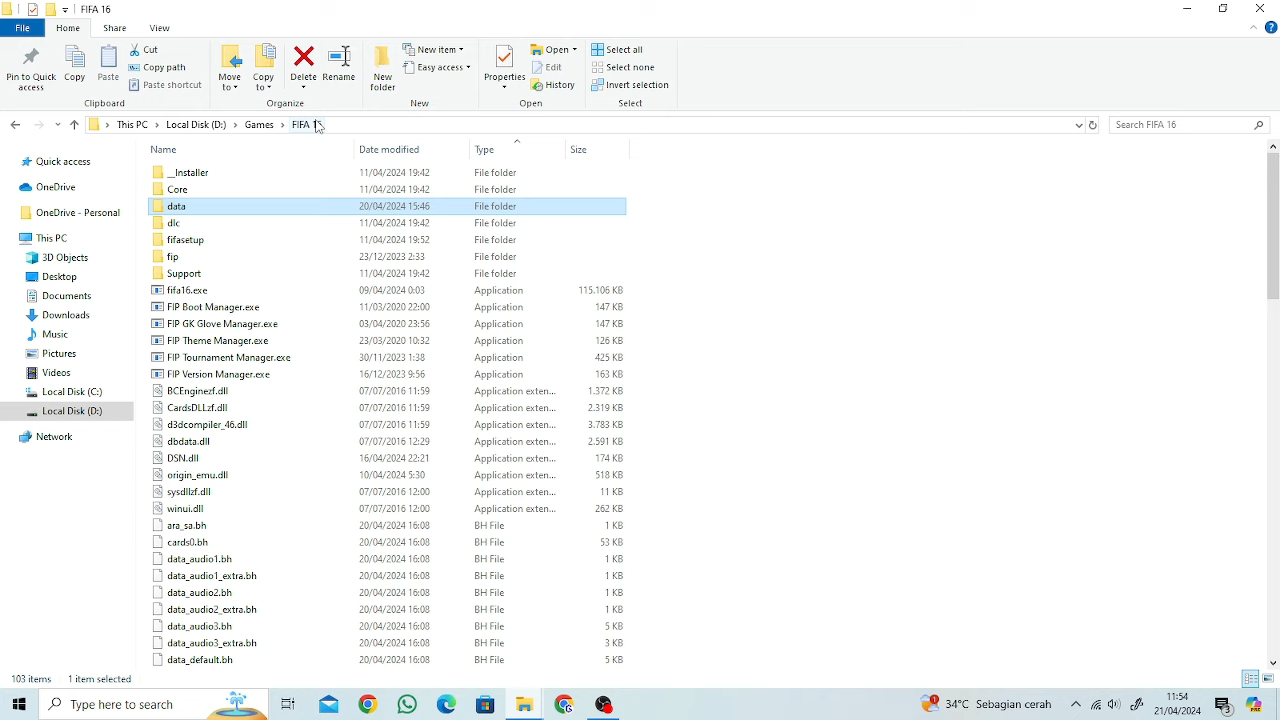 FIFA 16
File Home Share View
Pin to Quick access
Copy
Paste
Cut
Copy path
Paste shortcut
Clipboard
Move to
Copy to
Delete
Rename
Organize
New folder
New item
Easy access
New
Properties
Open
Edit
History
Open
Select all
Select none
Invert selection
Select
This PC Local Disk (D:) Games FIFA
Search FIFA 16
Quick access
OneDrive
OneDrive - Personal
This PC
3D Objects
Desktop
Documents
Downloads
Music
Pictures
Videos
Local Disk (C:)
Local Disk (D:)
Network
Name Date modified Type Size
__Installer 11/04/2024 19:42 File folder
Core 11/04/2024 19:42 File folder
data 20/04/2024 15:46 File folder
dlc 11/04/2024 19:42 File folder
fifasetup 11/04/2024 19:52 File folder
fip 23/12/2023 2:33 File folder
Support 11/04/2024 19:42 File folder
fifa16.exe 09/04/2024 0:03 Application 115.106 KB
FIP Boot Manager.exe 11/03/2020 22:00 Application 147 KB
FIP GK Glove Manager.exe 03/04/2020 23:56 Application 147 KB
FIP Theme Manager.exe 23/03/2020 10:32 Application 126 KB
FIP Tournament Manager.exe 30/11/2023 1:38 Application 425 KB
FIP Version Manager.exe 16/12/2023 9:56 Application 163 KB
BCEnginezf.dll 07/07/2016 11:59 Application exten... 1.372 KB
CardsDLLzf.dll 07/07/2016 11:59 Application exten... 2.319 KB
d3dcompiler_46.dll 07/07/2016 11:59 Application exten... 3.783 KB
dbdata.dll 07/07/2016 12:29 Application exten... 2.591 KB
DSN.dll 16/04/2024 22:21 Application exten... 174 KB
origin_emu.dll 10/04/2024 5:30 Application exten... 518 KB
sysdllzf.dll 07/07/2016 12:00 Application exten... 11 KB
winui.dll 07/07/2016 12:00 Application exten... 262 KB
ara_sa.bh 20/04/2024 16:08 BH File 1 KB
cards0.bh 20/04/2024 16:08 BH File 53 KB
data_audio1.bh 20/04/2024 16:08 BH File 1 KB
data_audio1_extra.bh 20/04/2024 16:08 BH File 1 KB
data_audio2.bh 20/04/2024 16:08 BH File 1 KB
data_audio2_extra.bh 20/04/2024 16:08 BH File 1 KB
data_audio3.bh 20/04/2024 16:08 BH File 5 KB
data_audio3_extra.bh 20/04/2024 16:08 BH File 3 KB
data_default.bh 20/04/2024 16:08 BH File 5 KB
103 items 1 item selected
Type here to search
34°C Sebagian cerah
11:54
21/04/2024
3